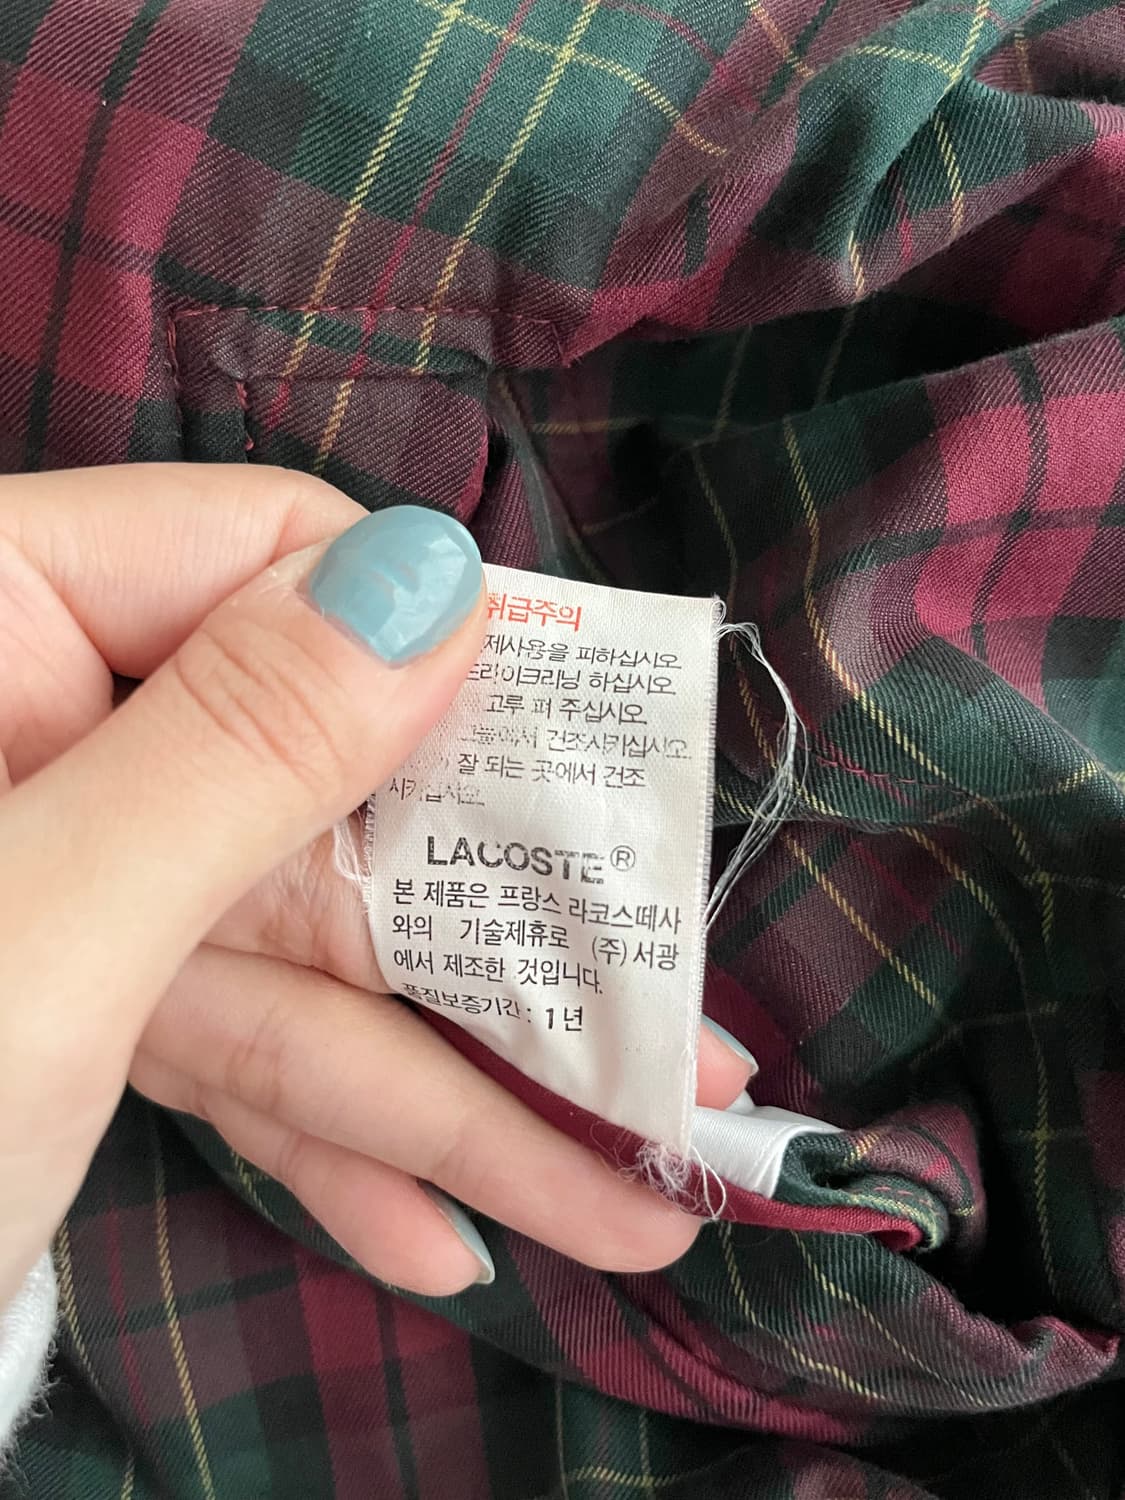 취급주의
제사용을 피하십시오
드라이크리닝 하십시오
고루 펴 주십시오
그늘에서 건조시키십시오.
잘 되는 곳에서 건조
시키십시오.
LACOSTE®
본 제품은 프랑스 라코스떼사
와의 기술제휴로 (주)서광
에서 제조한 것입니다.
품질보증기간: 1년